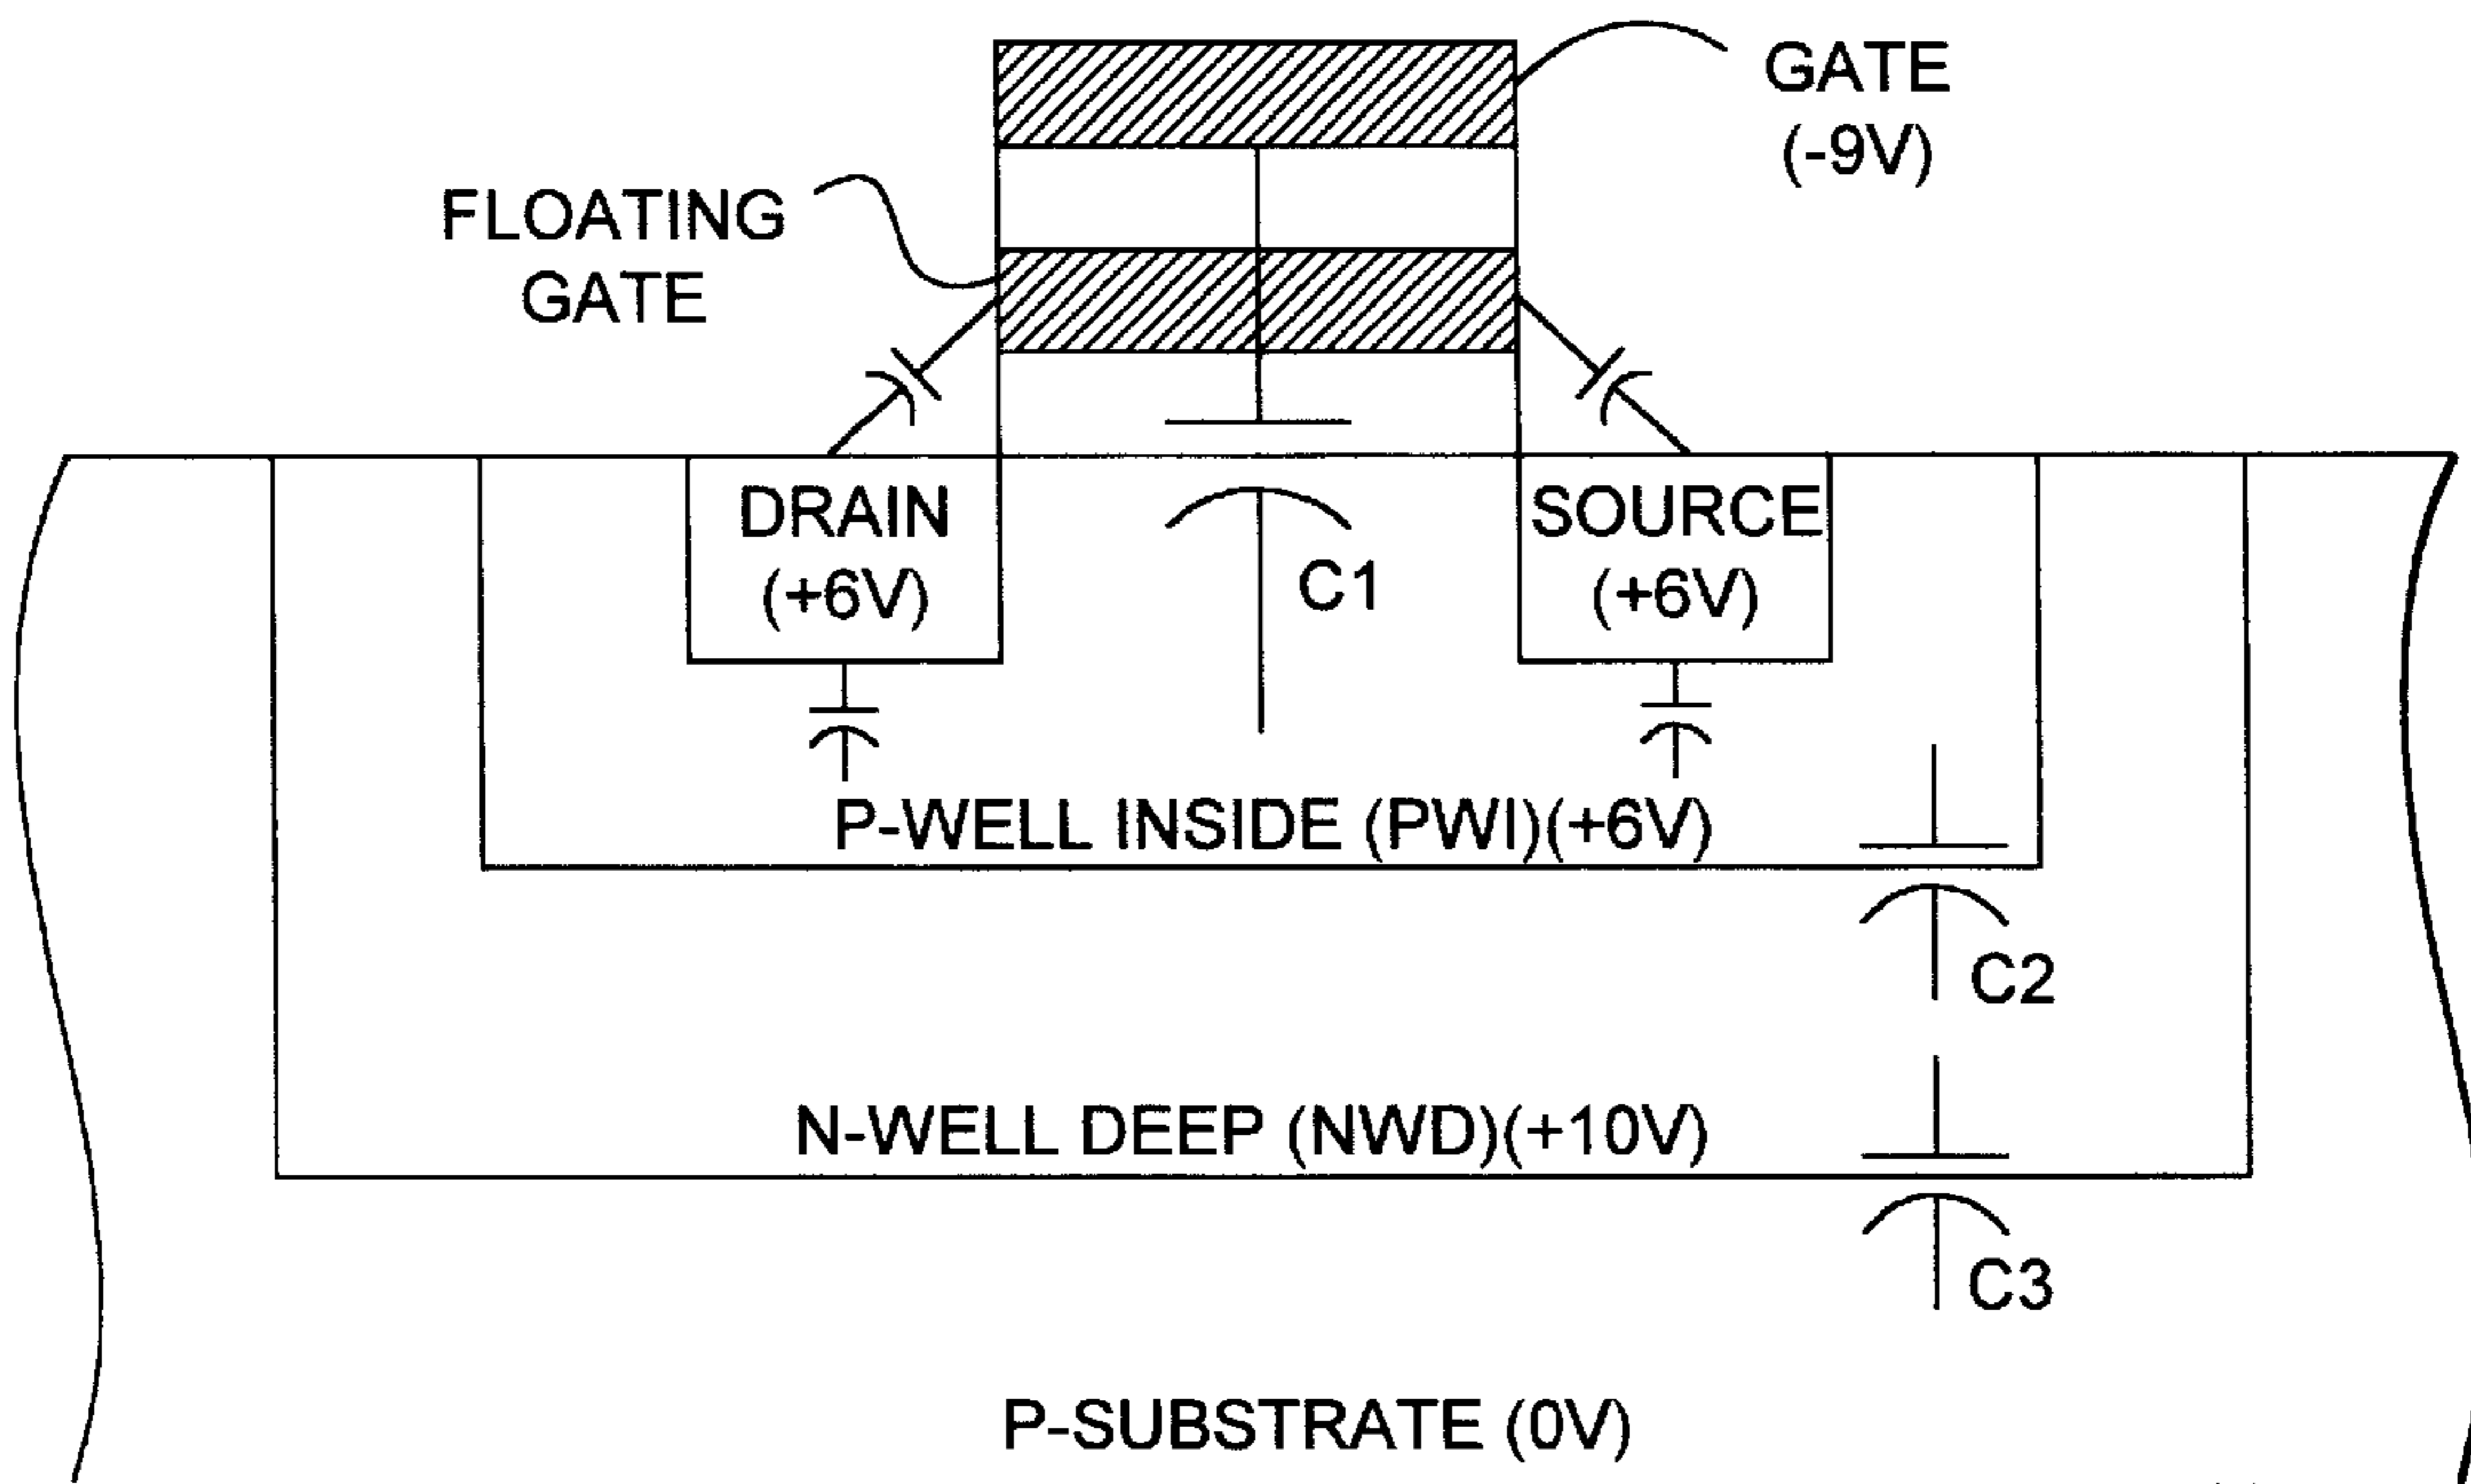 GATE
(-9V)
FLOATING
GATE
DRAIN
(+6V)
C1
SOURCE
(+6V)
P-WELL INSIDE (PWI)(+6V)
C2
N-WELL DEEP (NWD)(+10V)
C3
P-SUBSTRATE (0V)